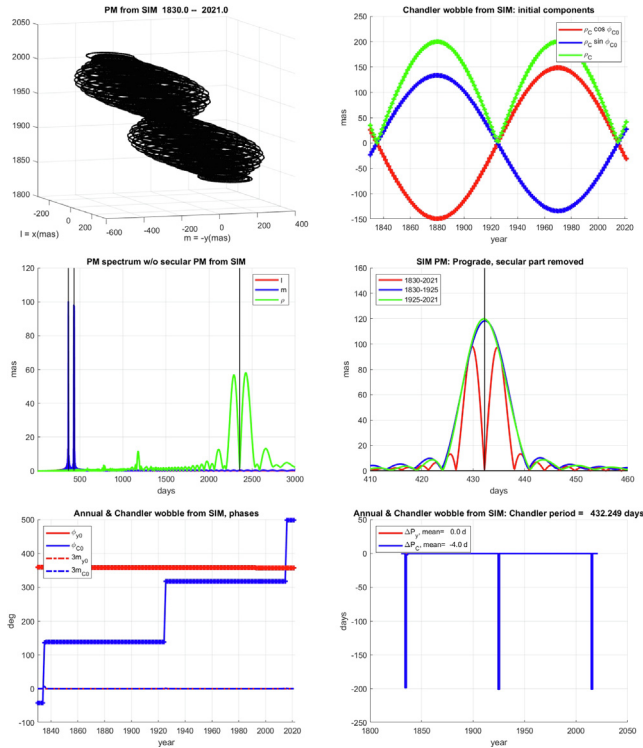 PM from SIM 1830.0 -- 2021.0
2050
2000
1950
1900
1850
1800
-200
0
200
l = x(mas)
-600
-400
-200
0
200
400
m = -y(mas)
Chandler wobble from SIM: initial components
ρC cos ϕC0
ρC sin ϕC0
ρC
mas
250
200
150
100
50
0
-50
-100
-150
1840 1860 1880 1900 1920 1940 1960 1980 2000 2020
year
PM spectrum w/o secular PM from SIM
l
m
ρ
mas
120
100
80
60
40
20
0
500 1000 1500 2000 2500 3000
days
SIM PM: Prograde, secular part removed
1830-2021
1830-1925
1925-2021
mas
160
140
120
100
80
60
40
20
0
410 420 430 440 450 460
days
Annual & Chandler wobble from SIM, phases
ϕy0
ϕC0
3my0
3mC0
deg
500
400
300
200
100
0
-100
1840 1860 1880 1900 1920 1940 1960 1980 2000 2020
year
Annual & Chandler wobble from SIM: Chandler period = 432.249 days
ΔPy, mean= 0.0 d
ΔPC, mean= -4.0 d
days
50
0
-50
-100
-150
-200
-250
1800 1850 1900 1950 2000 2050
year